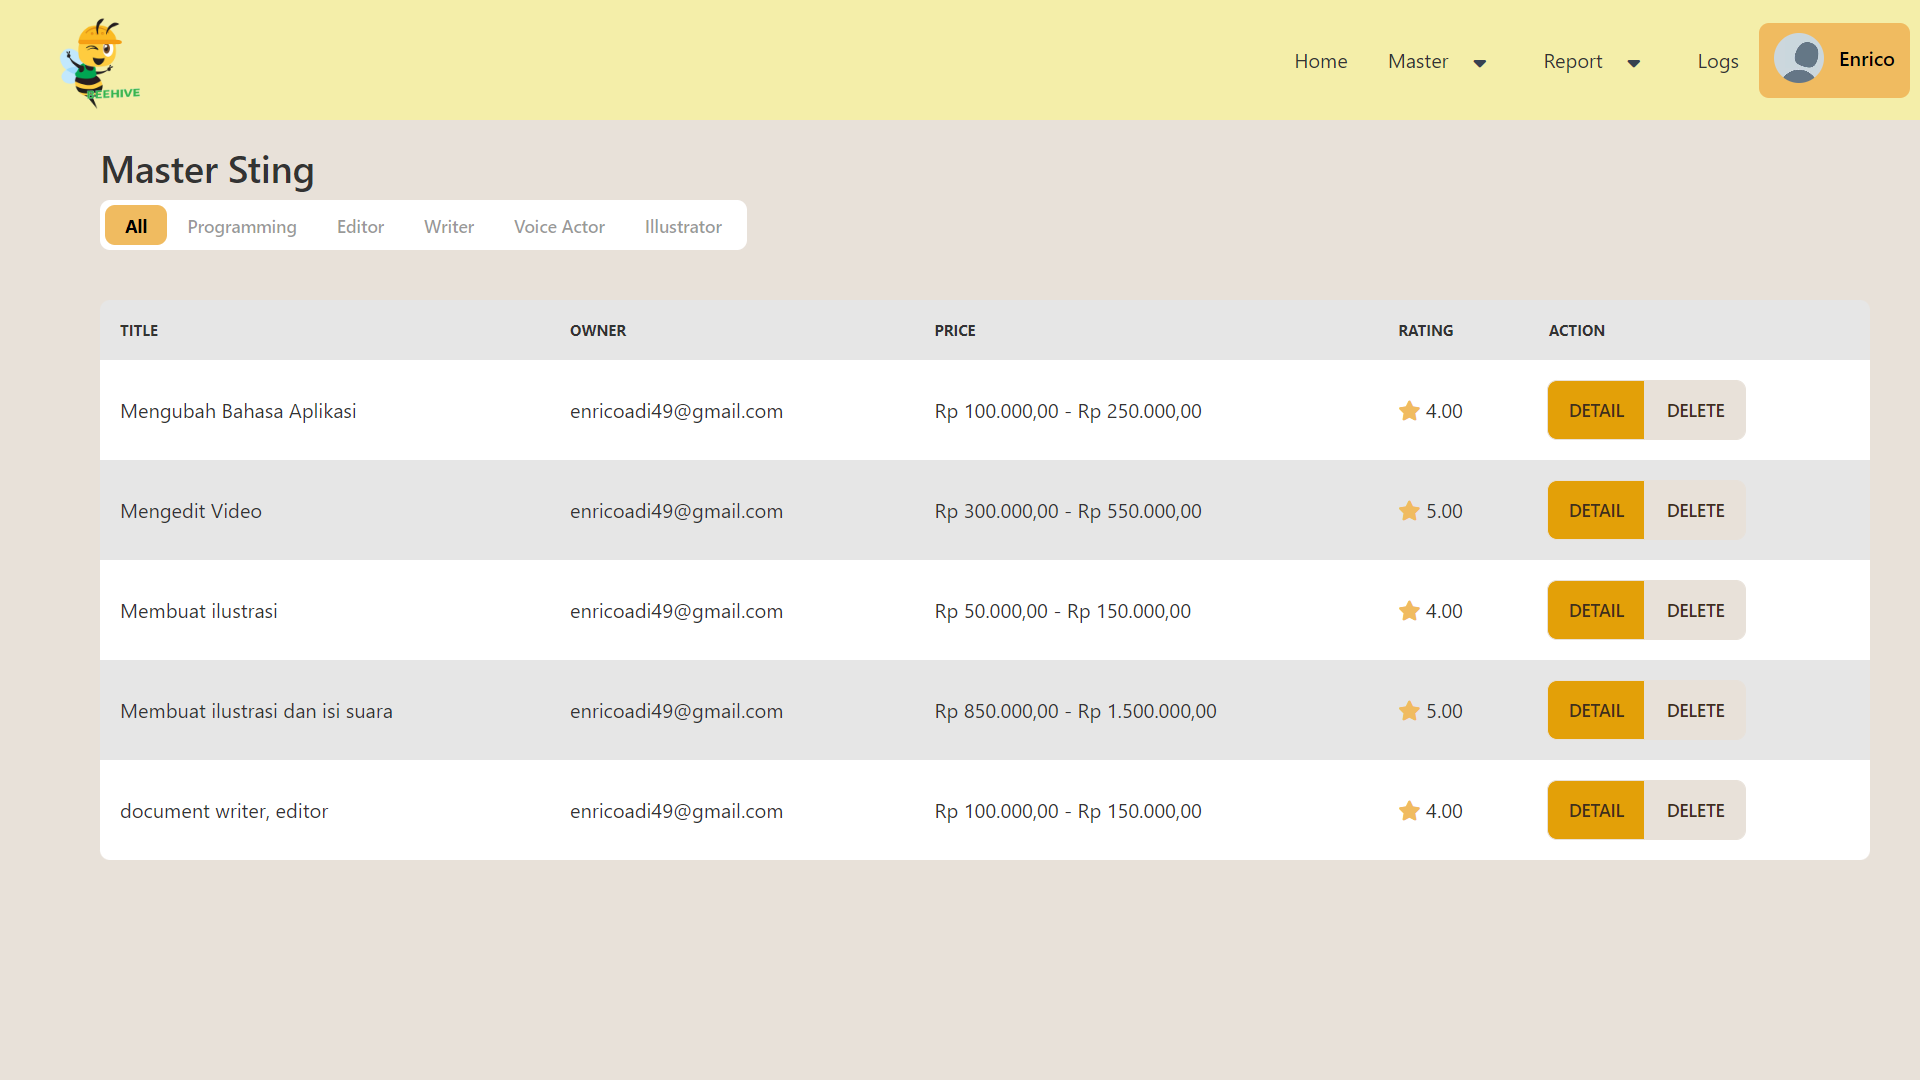 BEEHIVE
Home Master Report Logs Enrico
Master Sting
All Programming Editor Writer Voice Actor Illustrator
TITLE OWNER PRICE RATING ACTION
Mengubah Bahasa Aplikasi enricoadi49@gmail.com Rp 100.000,00 - Rp 250.000,00 4.00 DETAIL DELETE
Mengedit Video enricoadi49@gmail.com Rp 300.000,00 - Rp 550.000,00 5.00 DETAIL DELETE
Membuat ilustrasi enricoadi49@gmail.com Rp 50.000,00 - Rp 150.000,00 4.00 DETAIL DELETE
Membuat ilustrasi dan isi suara enricoadi49@gmail.com Rp 850.000,00 - Rp 1.500.000,00 5.00 DETAIL DELETE
document writer, editor enricoadi49@gmail.com Rp 100.000,00 - Rp 150.000,00 4.00 DETAIL DELETE